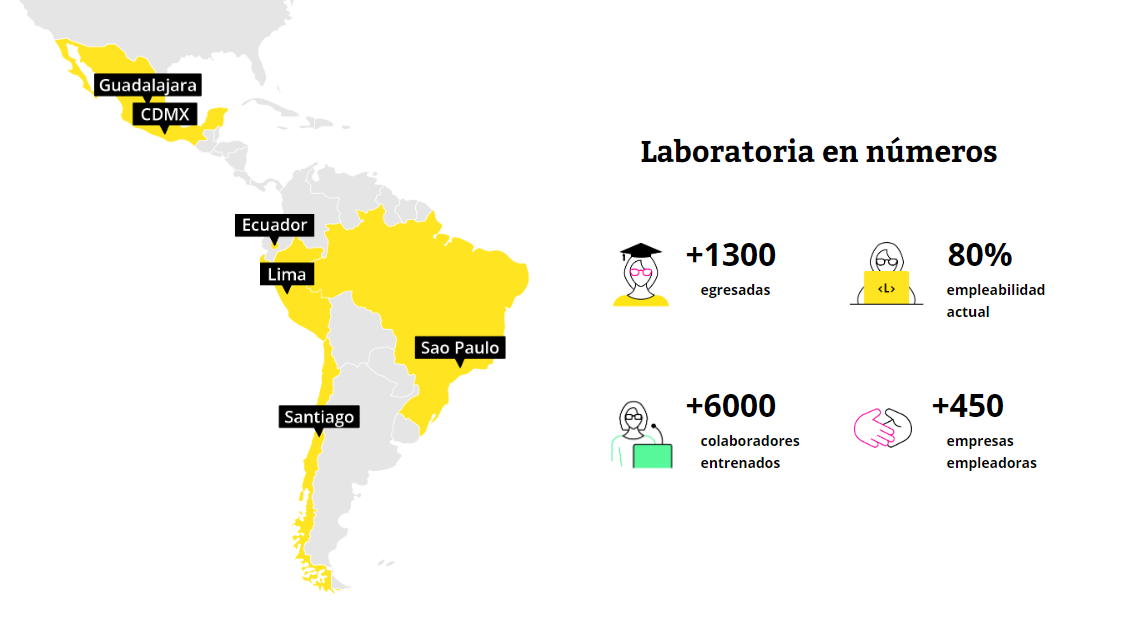 Guadalajara
CDMX
Ecuador
Lima
Sao Paulo
Santiago
Laboratoria en números
+1300
egresadas
80%
empleabilidad
actual
<L>
+6000
colaboradores
entrenados
+450
empresas
empleadoras